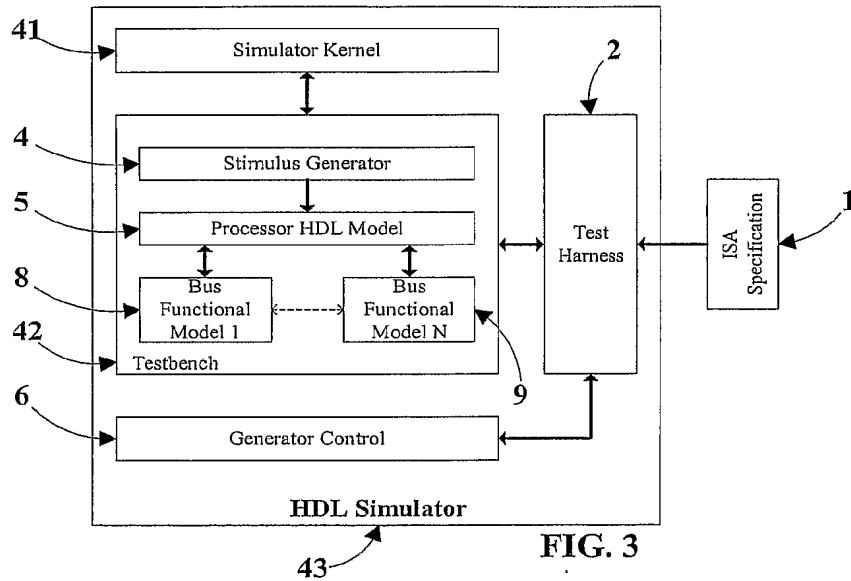 41
Simulator Kernel
2
4
Stimulus Generator
5
Processor HDL Model
Test
Harness
ISA
Specification
1
8
Bus
Functional
Model 1
Bus
Functional
Model N
42
Testbench
9
6
Generator Control
HDL Simulator
43
FIG. 3